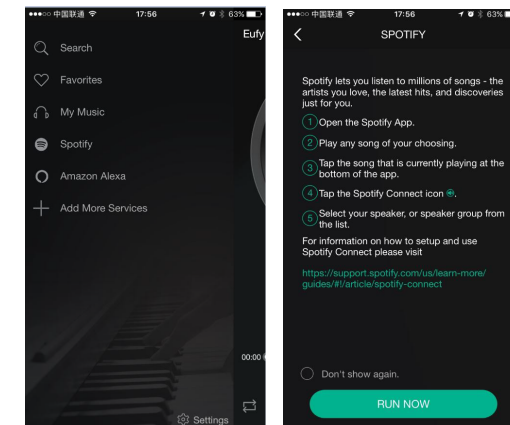 中国联通 17:56 63%
Eufy
Search
Favorites
My Music
Spotify
Amazon Alexa
Add More Services
00:00
Settings
中国联通 17:56 63%
SPOTIFY
Spotify lets you listen to millions of songs - the
artists you love, the latest hits, and discoveries
just for you.
1 Open the Spotify App.
2 Play any song of your choosing.
3 Tap the song that is currently playing at the
bottom of the app.
4 Tap the Spotify Connect icon .
5 Select your speaker, or speaker group from
the list.
For information on how to setup and use
Spotify Connect please visit
https://support.spotify.com/us/learn-more/
guides/#!/article/spotify-connect
Don't show again.
RUN NOW